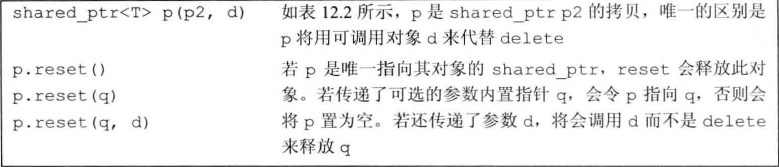 shared_ptr<T> p(p2, d) 如表 12.2 所示，p 是 shared_ptr p2 的拷贝，唯一的区别是
p 将用可调用对象 d 来代替 delete
p.reset() 若 p 是唯一指向其对象的 shared_ptr，reset 会释放此对
p.reset(q) 象。若传递了可选的参数内置指针 q，会令 p 指向 q，否则会
p.reset(q, d) 将 p 置为空。若还传递了参数 d，将会调用 d 而不是 delete
来释放 q